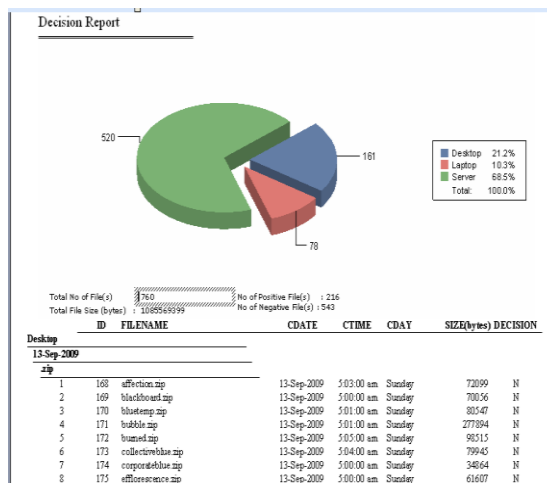 Decision Report
520
161
78
Desktop 21.2%
Laptop 10.3%
Server 68.5%
Total: 100.0%
Total No of File(s) 760 No of Positive File(s) : 216
Total File Size (bytes) : 1085569399 No of Negative File(s) : 543
ID FILENAME CDATE CTIME CDAY SIZE(bytes) DECISION
Desktop
13-Sep-2009
.zip
1 168 affection.zip 13-Sep-2009 5:03:00 am Sunday 72099 N
2 169 blackboard.zip 13-Sep-2009 5:00:00 am Sunday 70056 N
3 170 bluetemp.zip 13-Sep-2009 5:01:00 am Sunday 80547 N
4 171 bubble.zip 13-Sep-2009 5:01:00 am Sunday 277894 N
5 172 burned.zip 13-Sep-2009 5:05:00 am Sunday 98515 N
6 173 collectiveblue.zip 13-Sep-2009 5:04:00 am Sunday 79945 N
7 174 corporateblue.zip 13-Sep-2009 5:00:00 am Sunday 34864 N
8 175 efflorescence.zip 13-Sep-2009 5:00:00 am Sunday 61607 N